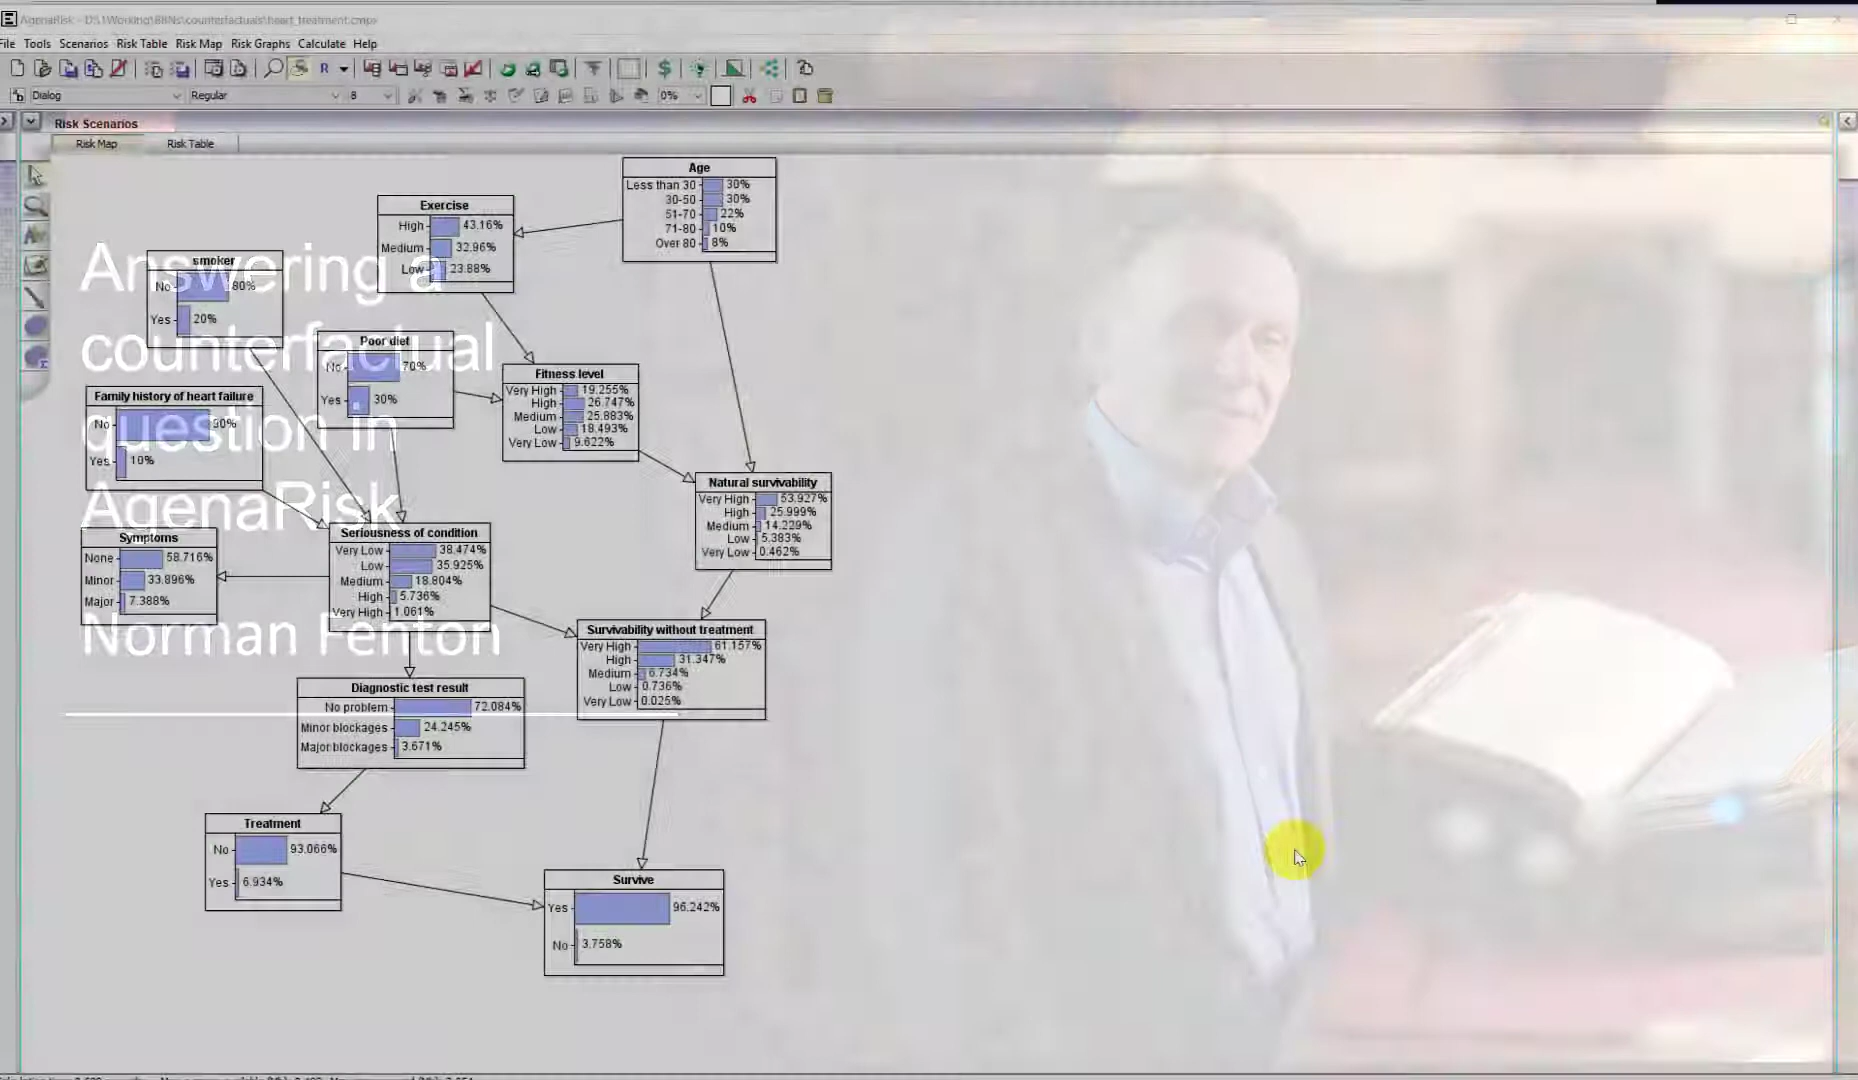 AgenaRisk - D:\1Working\BBNs\counterfactuals\heart_treatment.cmpx
File Tools Scenarios Risk Table Risk Map Risk Graphs Calculate Help
R
$
Dialog Regular 8 0%
Risk Scenarios
Risk Map Risk Table
Age
Less than 30 30%
30-50 30%
51-70 22%
71-80 10%
Over 80 8%
Exercise
High 43.16%
Medium 32.96%
Low 23.88%
smoker
No 80%
Yes 20%
Answering a
counterfactual
question in
AgenaRisk
Norman Fenton
Poor diet
No 70%
Yes 30%
Fitness level
Very High 19.255%
High 26.747%
Medium 25.883%
Low 18.493%
Very Low 9.622%
Family history of heart failure
No 90%
Yes 10%
Natural survivability
Very High 53.927%
High 25.999%
Medium 14.229%
Low 5.383%
Very Low 0.462%
Symptoms
None 58.716%
Minor 33.896%
Major 7.388%
Seriousness of condition
Very Low 38.474%
Low 35.925%
Medium 18.804%
High 5.736%
Very High 1.061%
Survivability without treatment
Very High 61.157%
High 31.347%
Medium 6.734%
Low 0.736%
Very Low 0.025%
Diagnostic test result
No problem 72.084%
Minor blockages 24.245%
Major blockages 3.671%
Treatment
No 93.066%
Yes 6.934%
Survive
Yes 96.242%
No 3.758%